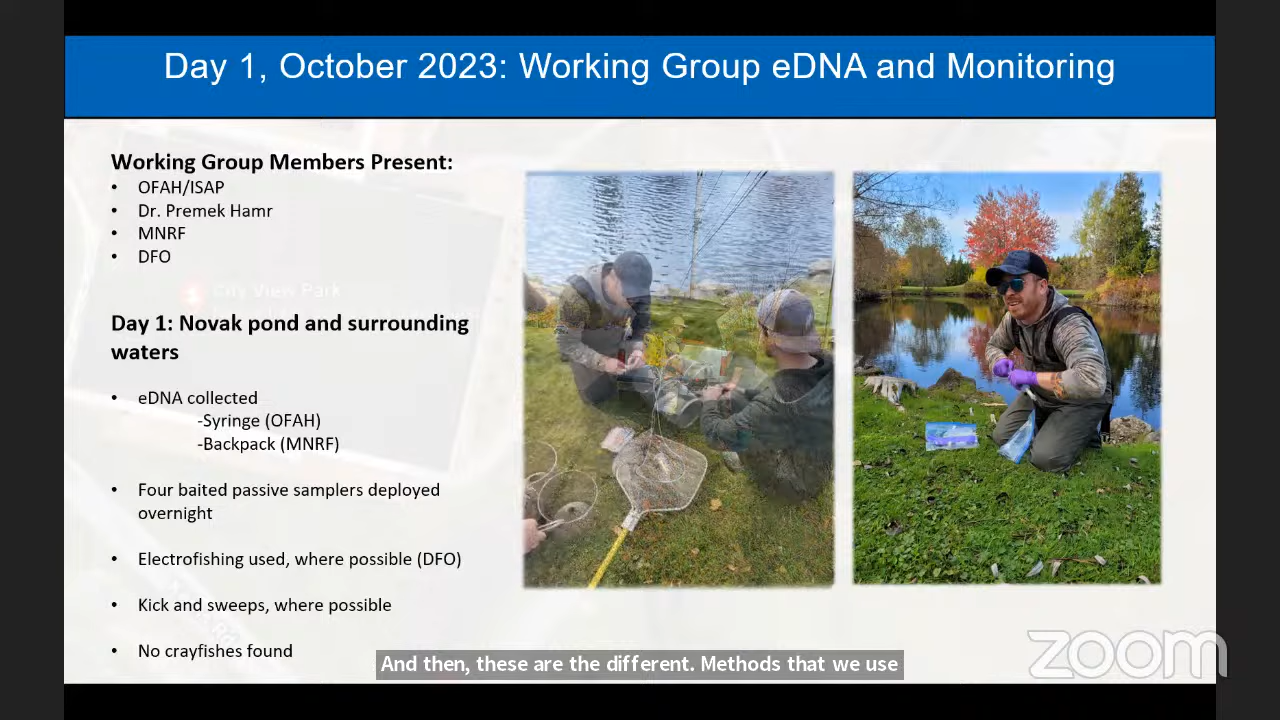 Day 1, October 2023: Working Group eDNA and Monitoring
Working Group Members Present:
• OFAH/ISAP
• Dr. Premek Hamr
• MNRF
• DFO
City View Park
Day 1: Novak pond and surrounding
waters
• eDNA collected
-Syringe (OFAH)
-Backpack (MNRF)
• Four baited passive samplers deployed
overnight
• Electrofishing used, where possible (DFO)
• Kick and sweeps, where possible
• No crayfishes found
And then, these are the different. Methods that we use
zoom